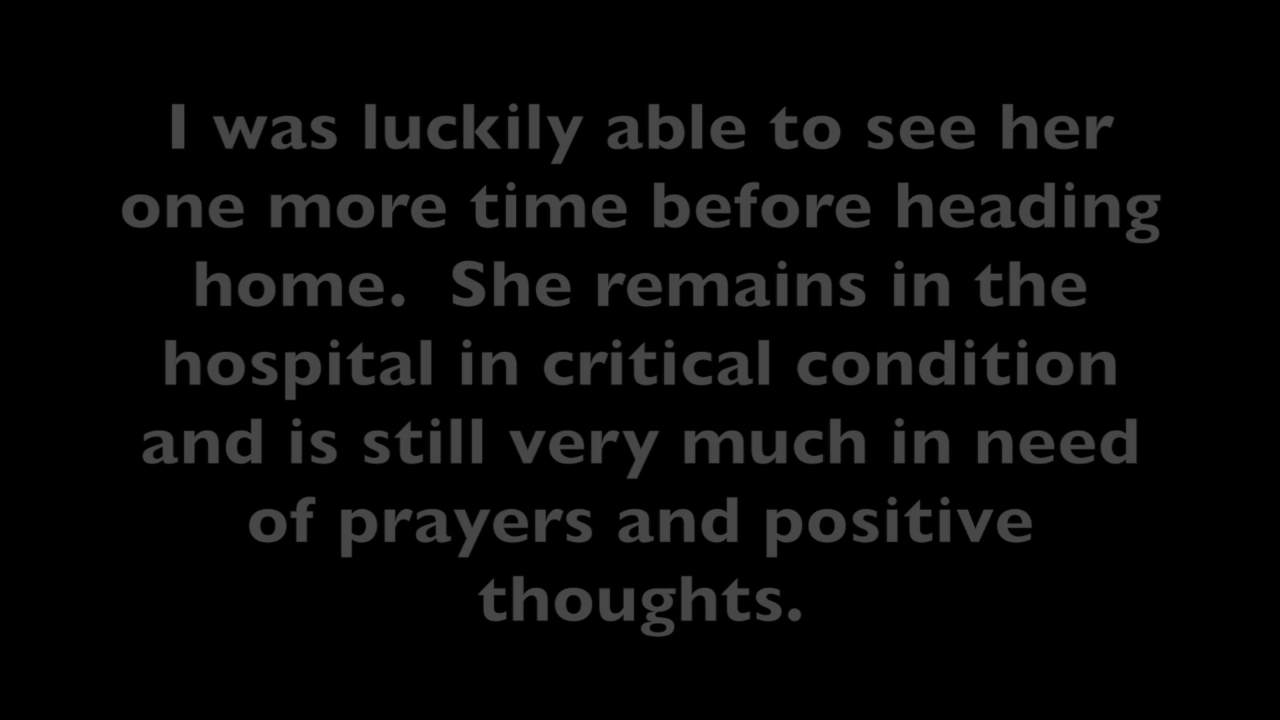 I was luckily able to see her
one more time before heading
home.  She remains in the
hospital in critical condition
and is still very much in need
of prayers and positive
thoughts.